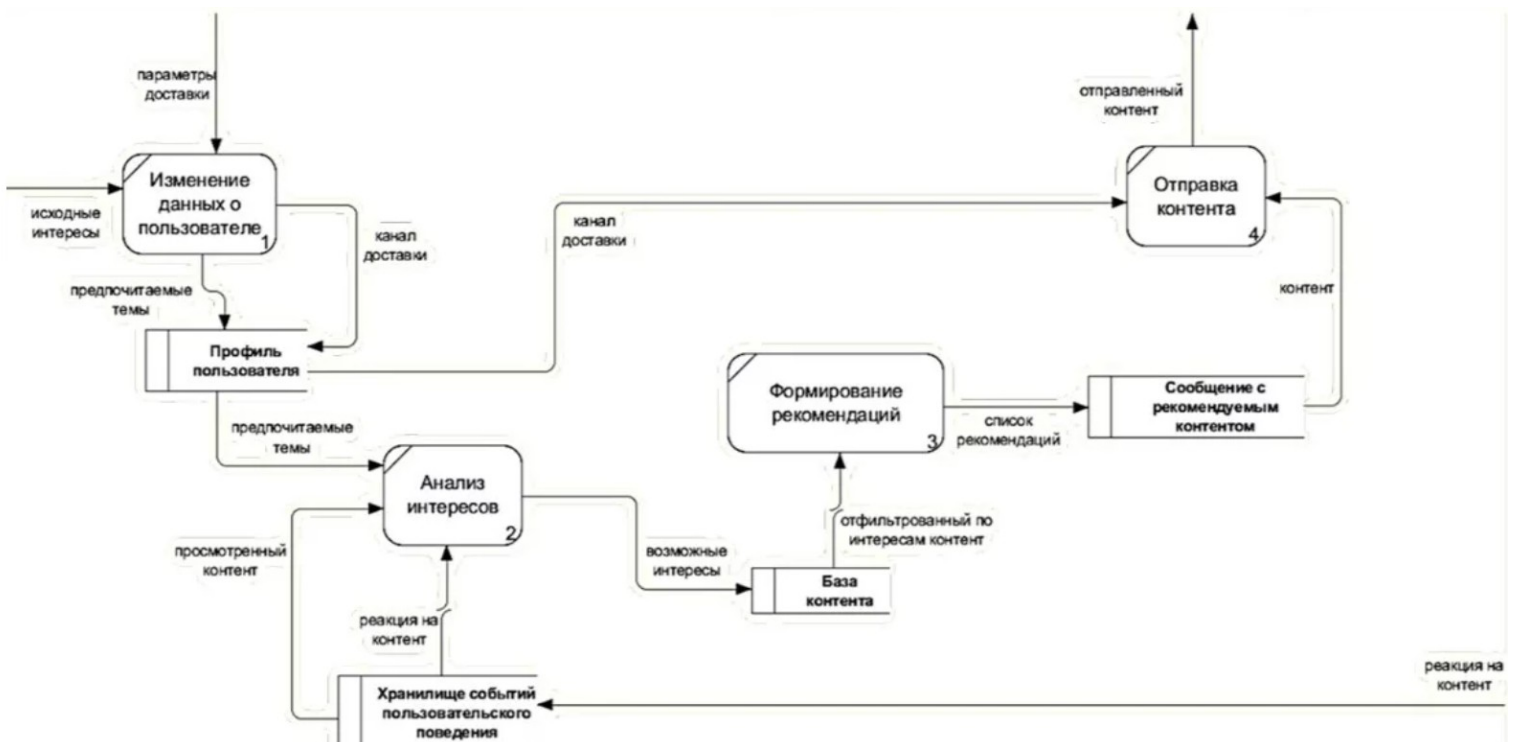 параметры
доставки
отправленный
контент
Изменение
данных о
пользователе
1
исходные
интересы
канал
доставки
канал
доставки
Отправка
контента
4
предпочитаемые
темы
контент
Профиль
пользователя
Формирование
рекомендаций
3
список
рекомендаций
Сообщение с
рекомендуемым
контентом
предпочитаемые
темы
Анализ
интересов
2
просмотренный
контент
отфильтрованный по
интересам контент
возможные
интересы
База
контента
реакция на
контент
Хранилище событий
пользовательского
поведения
реакция на
контент